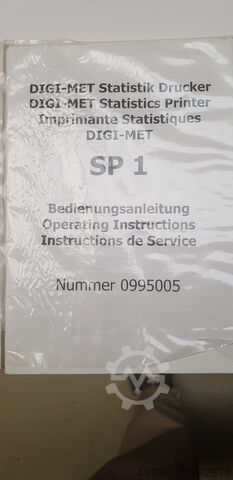 DIGI-MET Statistik Drucker
DIGI-MET Statistics Printer
Imprimante Statistiques
DIGI-MET
SP 1
Bedienungsanleitung
Operating Instructions
Instructions de Service
Nummer 0995005